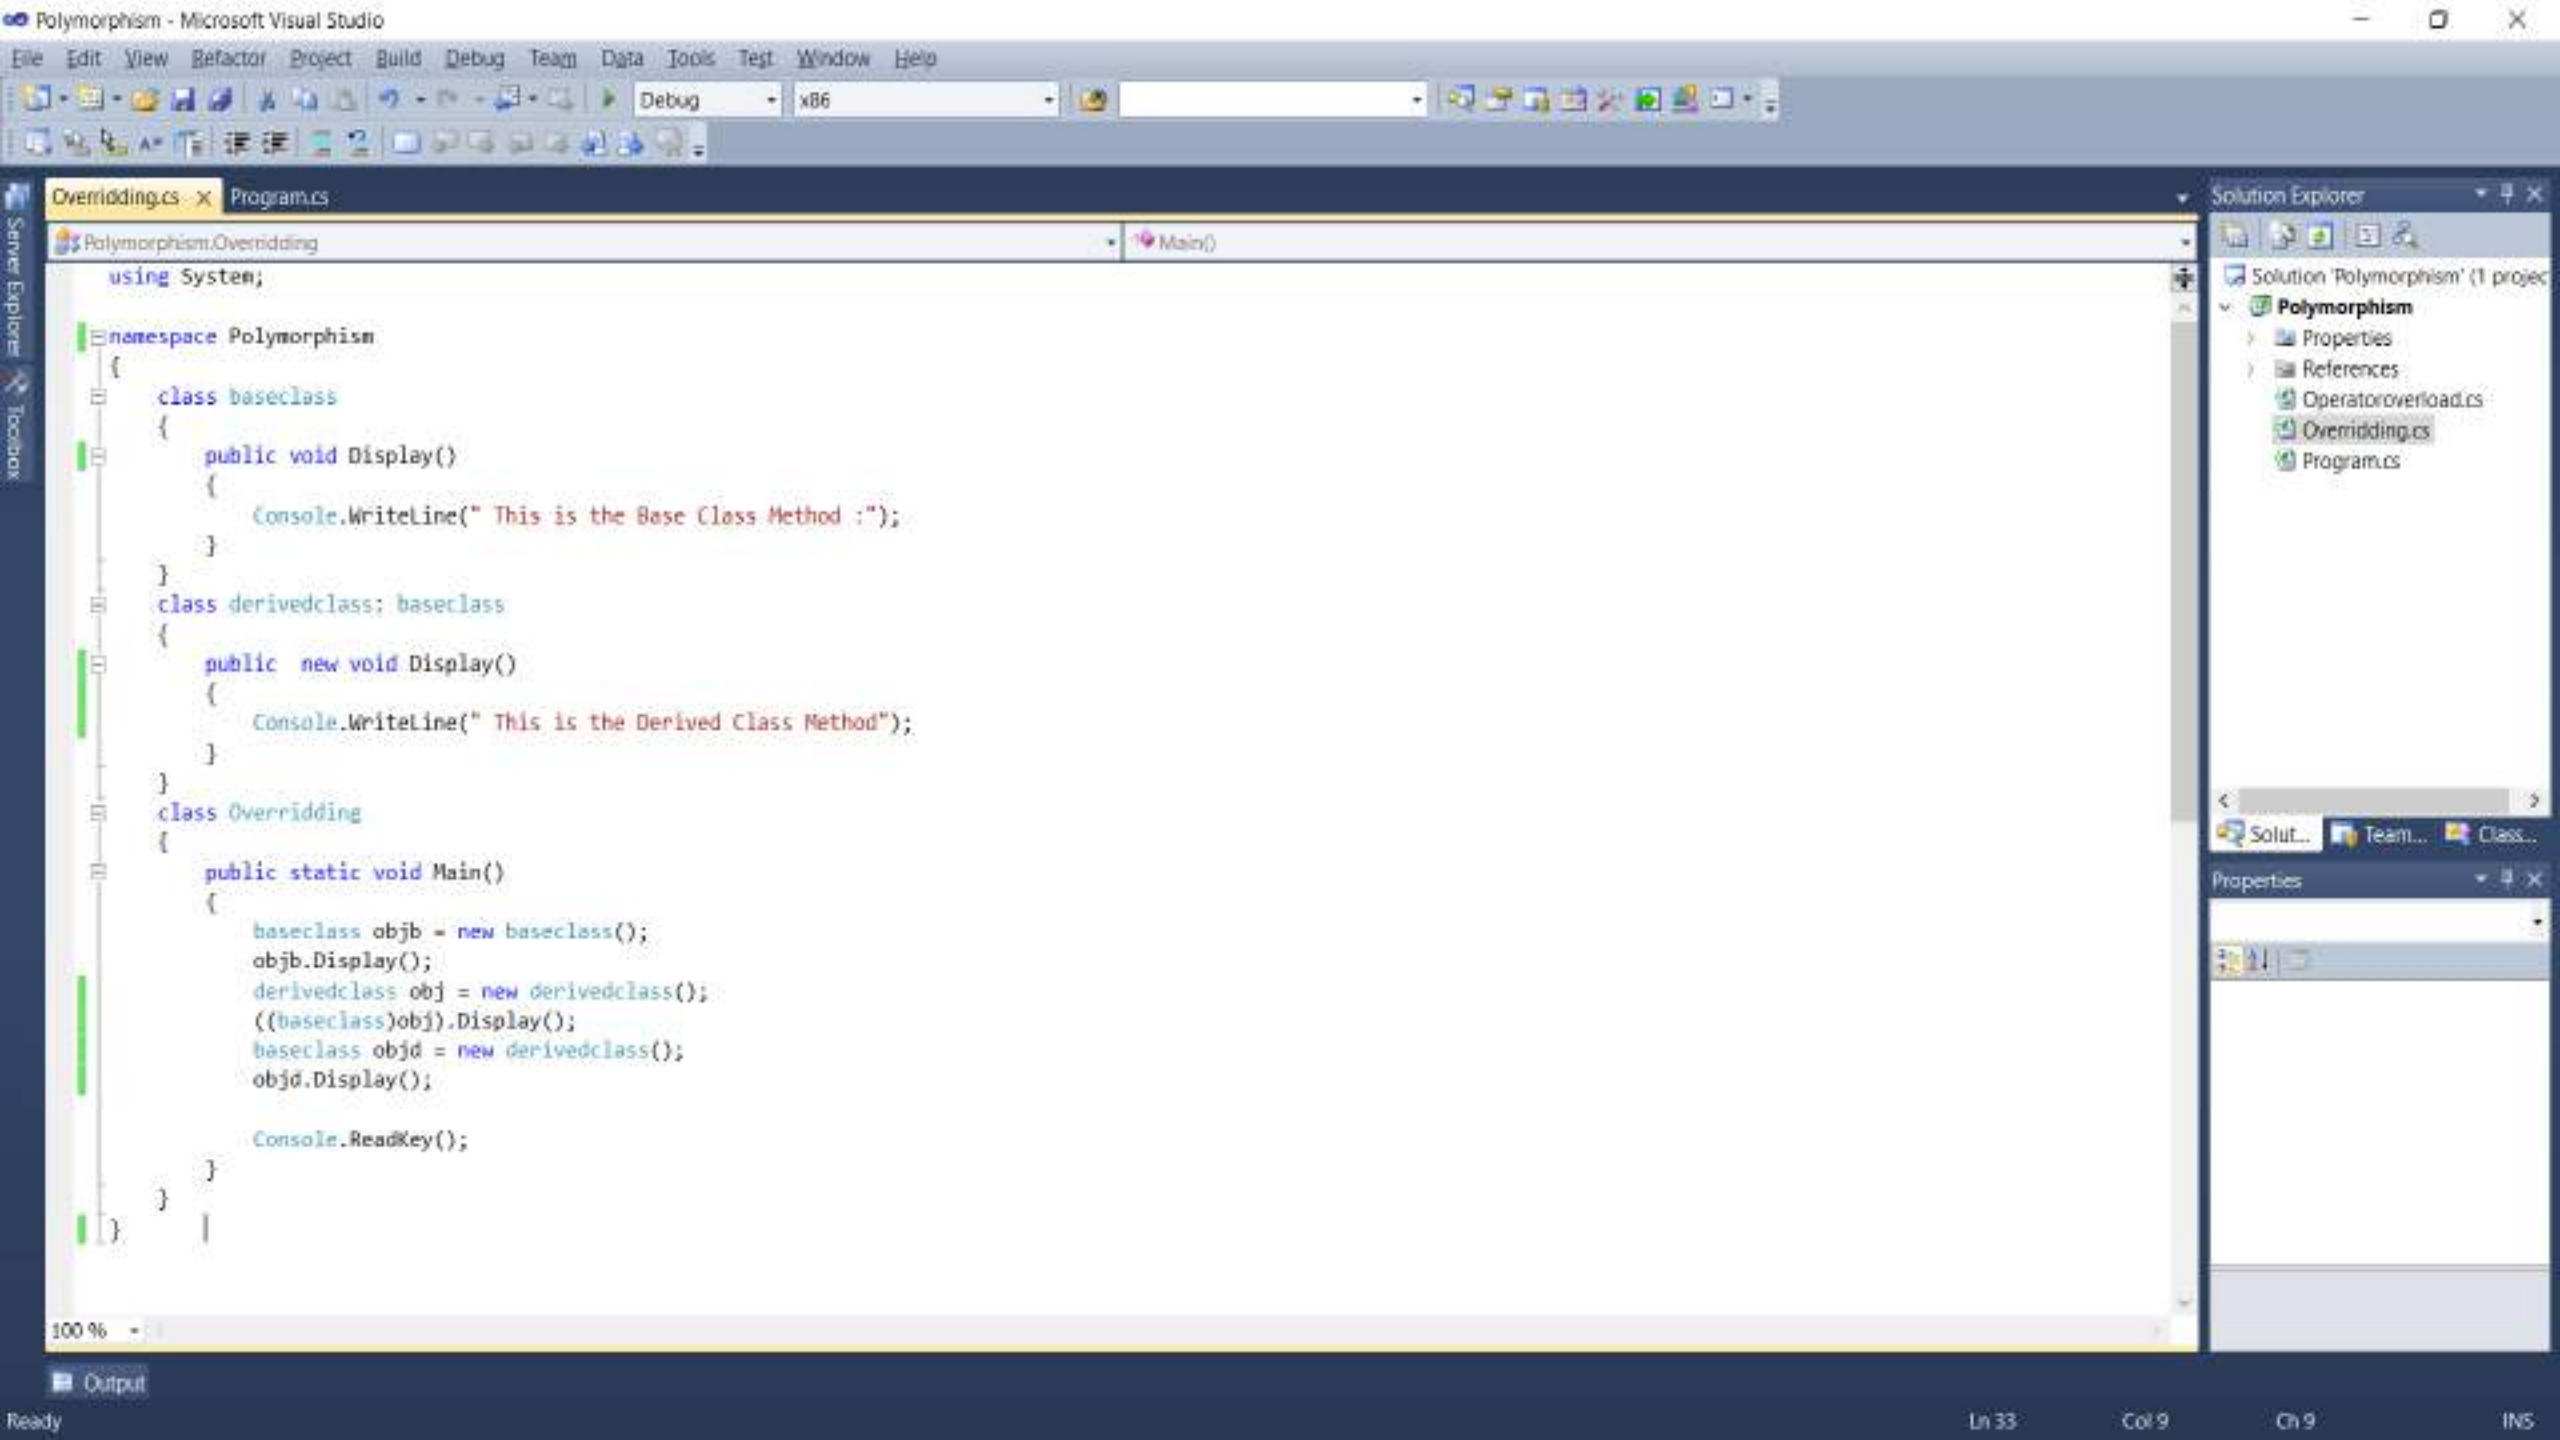 Polymorphism - Microsoft Visual Studio
File Edit View Refactor Project Build Debug Team Data Tools Test Window Help
Debug x86
Overridding.cs Program.cs
Polymorphism.Overridding Main()
using System;
namespace Polymorphism
{
class baseclass
{
public void Display()
{
Console.WriteLine(" This is the Base Class Method :");
}
}
class derivedclass: baseclass
{
public  new void Display()
{
Console.WriteLine(" This is the Derived Class Method");
}
}
class Overridding
{
public static void Main()
{
baseclass objb = new baseclass();
objb.Display();
derivedclass obj = new derivedclass();
((baseclass)obj).Display();
baseclass objd = new derivedclass();
objd.Display();
Console.ReadKey();
}
}
}
100 %
Server Explorer
Toolbox
Solution Explorer
Solution 'Polymorphism' (1 projec
Polymorphism
Properties
References
Operatoroverload.cs
Overridding.cs
Program.cs
Solut... Team... Class...
Properties
Output
Ready Ln 33 Col 9 Ch 9 INS